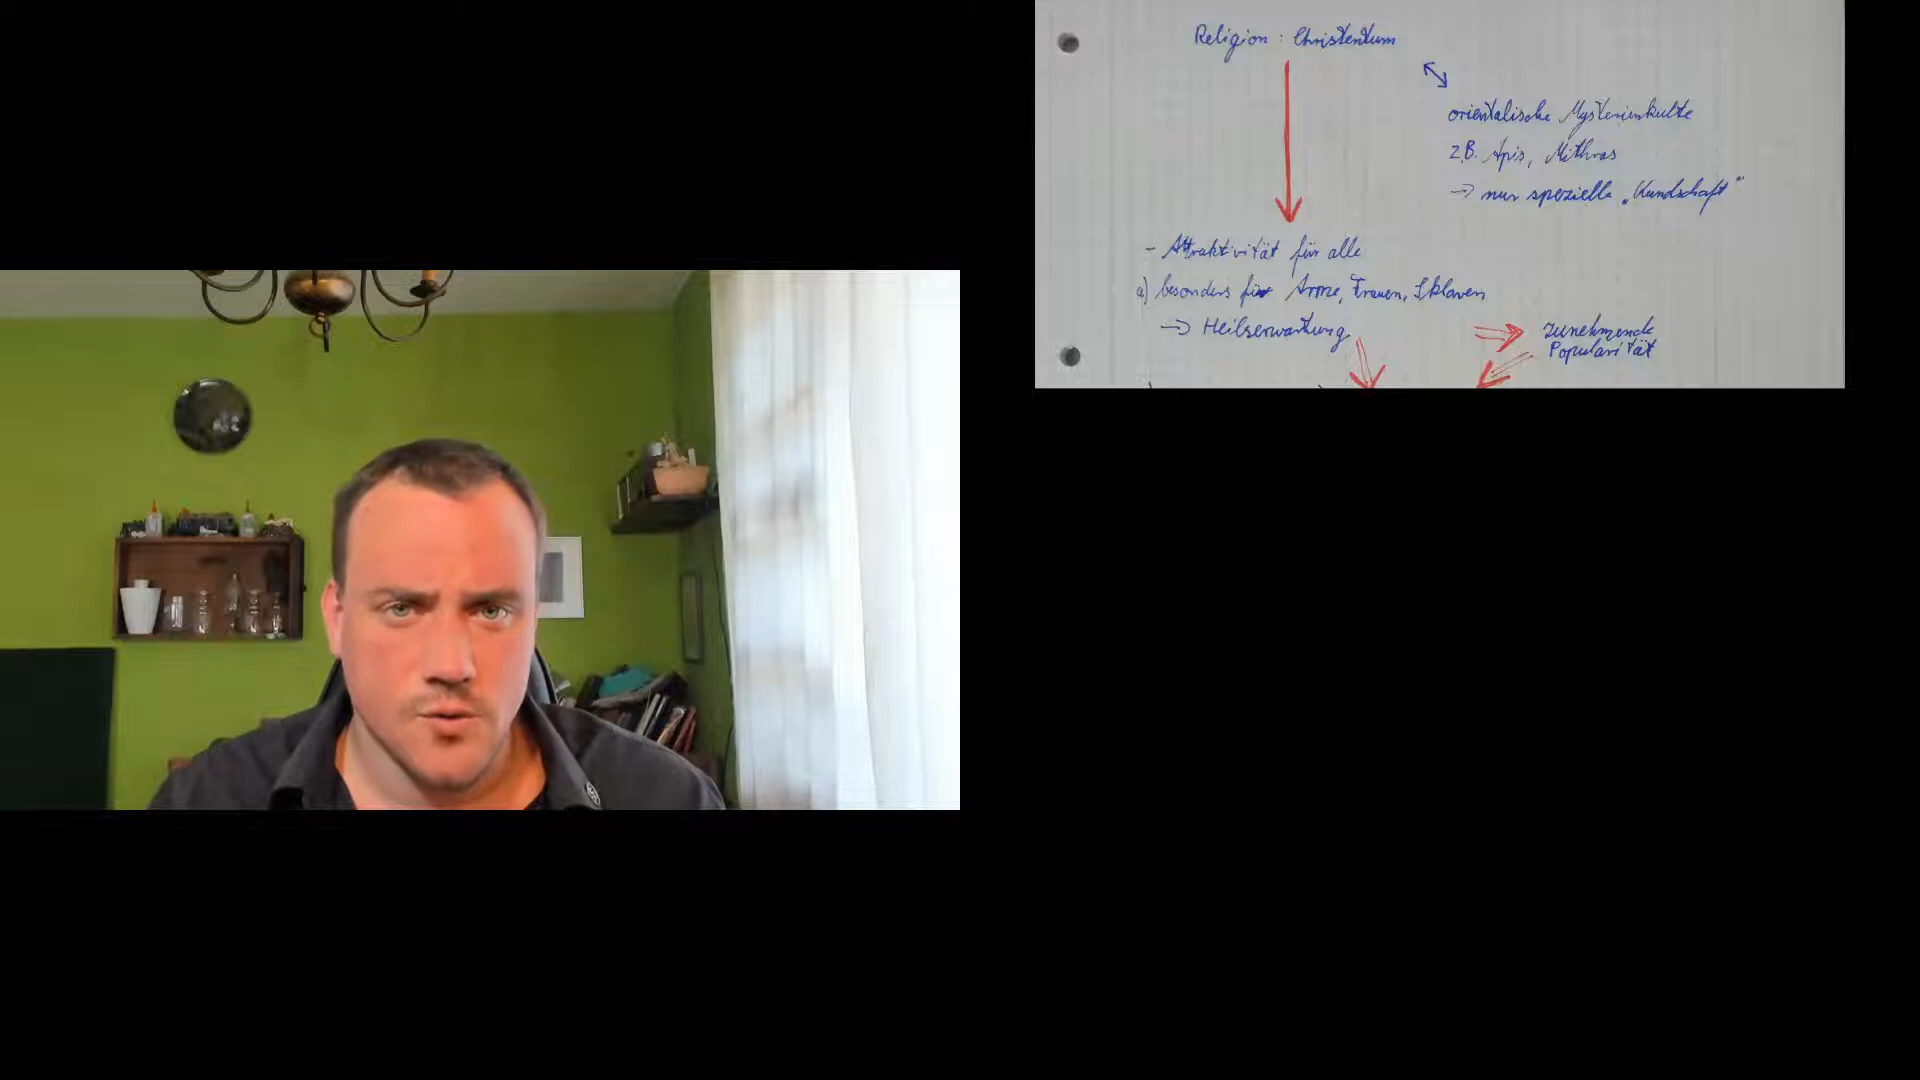 Religion : Christentum
orientalische Mysterienkulte
z.B. Apis, Mithras
→ nur spezielle „Kundschaft"
- Attraktivität für alle
a) besonders für Arme, Frauen, Sklaven
→ Heilserwartung
zunehmende
Popularität